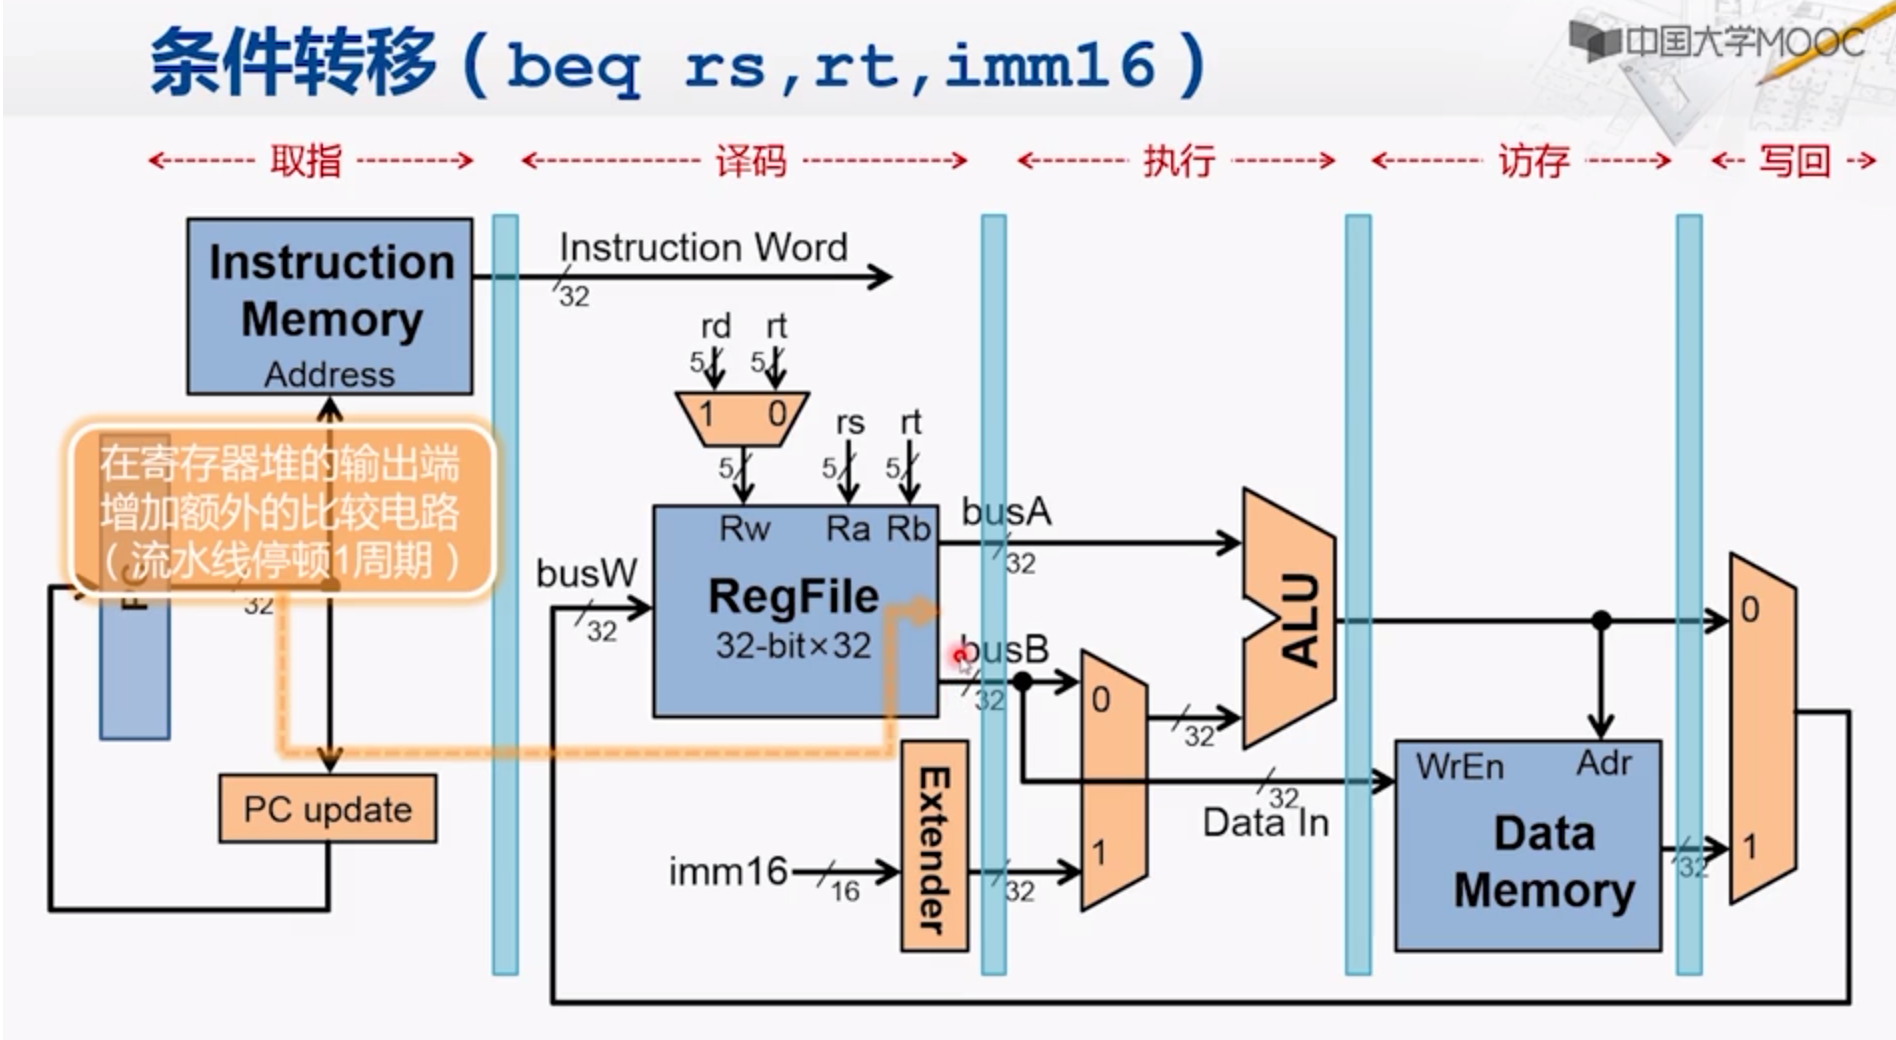 条件转移（beq rs,rt,imm16）
中国大学MOOC
取指
译码
执行
访存
写回
Instruction
Memory
Address
Instruction Word
32
rd rt
5 5
1 0
rs rt
5 5 5
在寄存器堆的输出端
增加额外的比较电路
（流水线停顿1周期）
PC
32
Rw Ra Rb
RegFile
32-bit×32
busW
32
busA
32
busB
32
0
1
32
ALU
PC update
Extender
imm16
16
32
32
Data In
WrEn Adr
Data
Memory
32
0
1